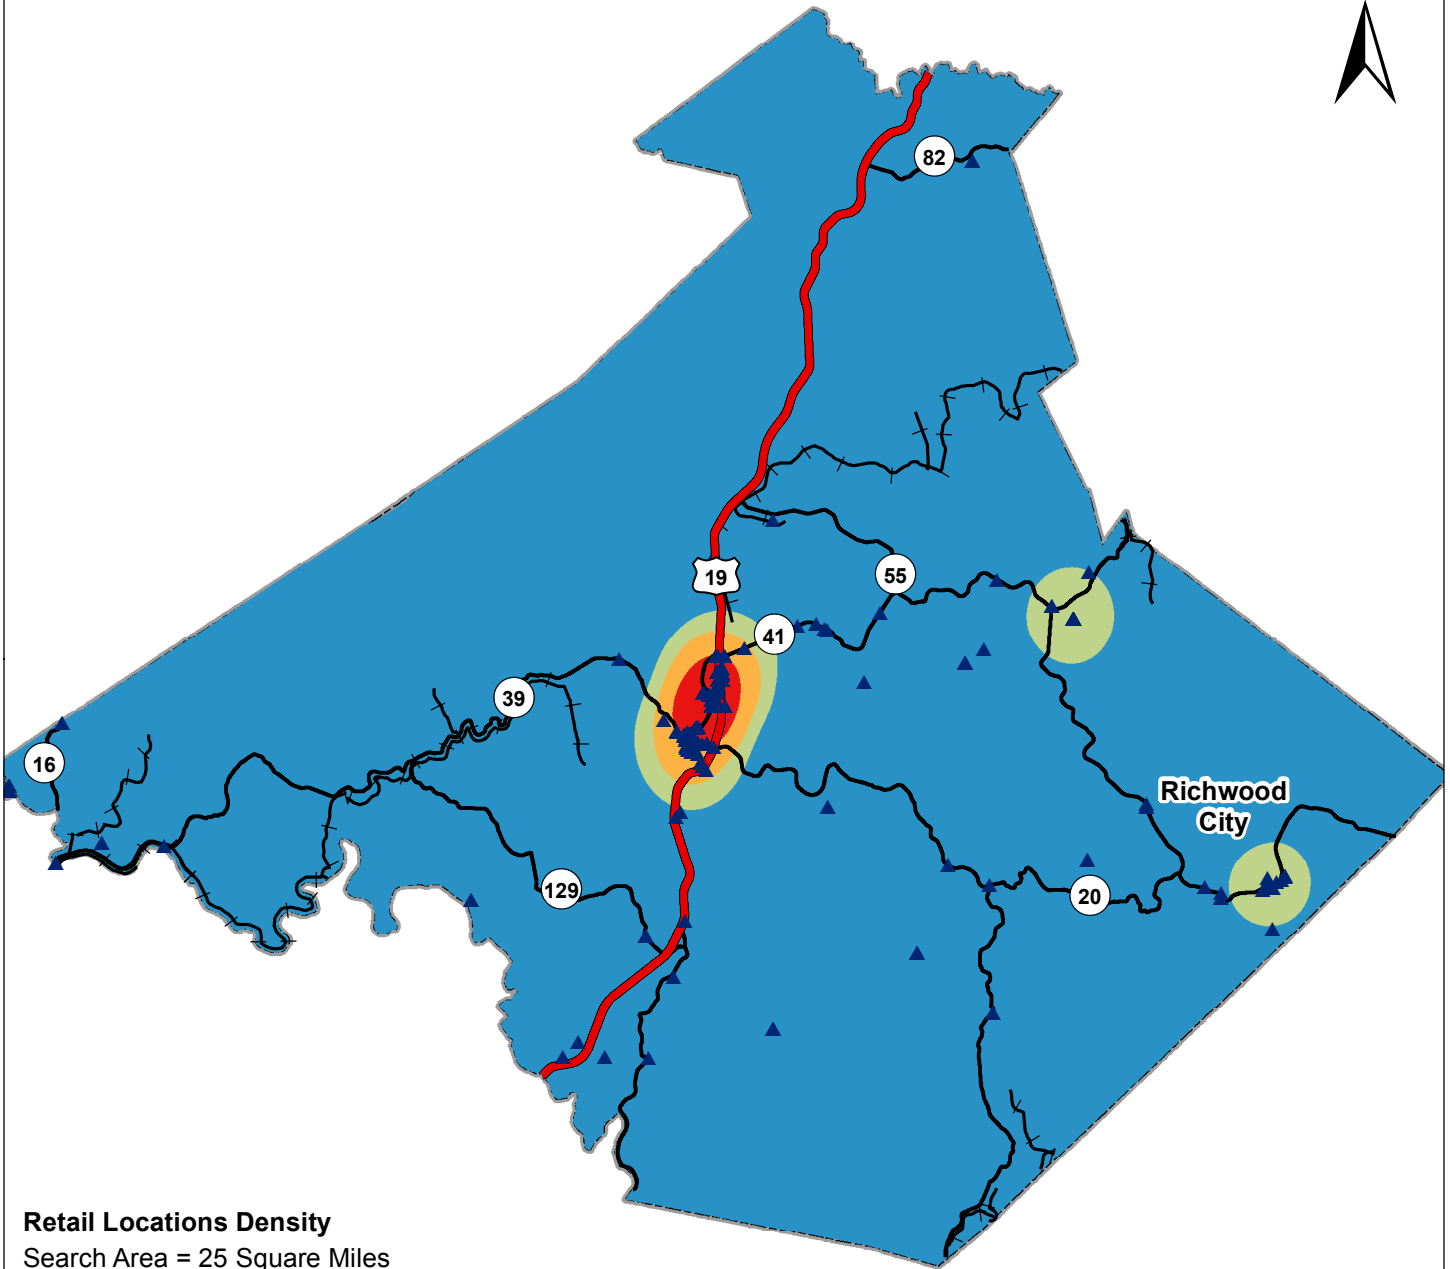 82
19
55
41
39
16
Richwood
City
129
20
Retail Locations Density
Search Area = 25 Square Miles